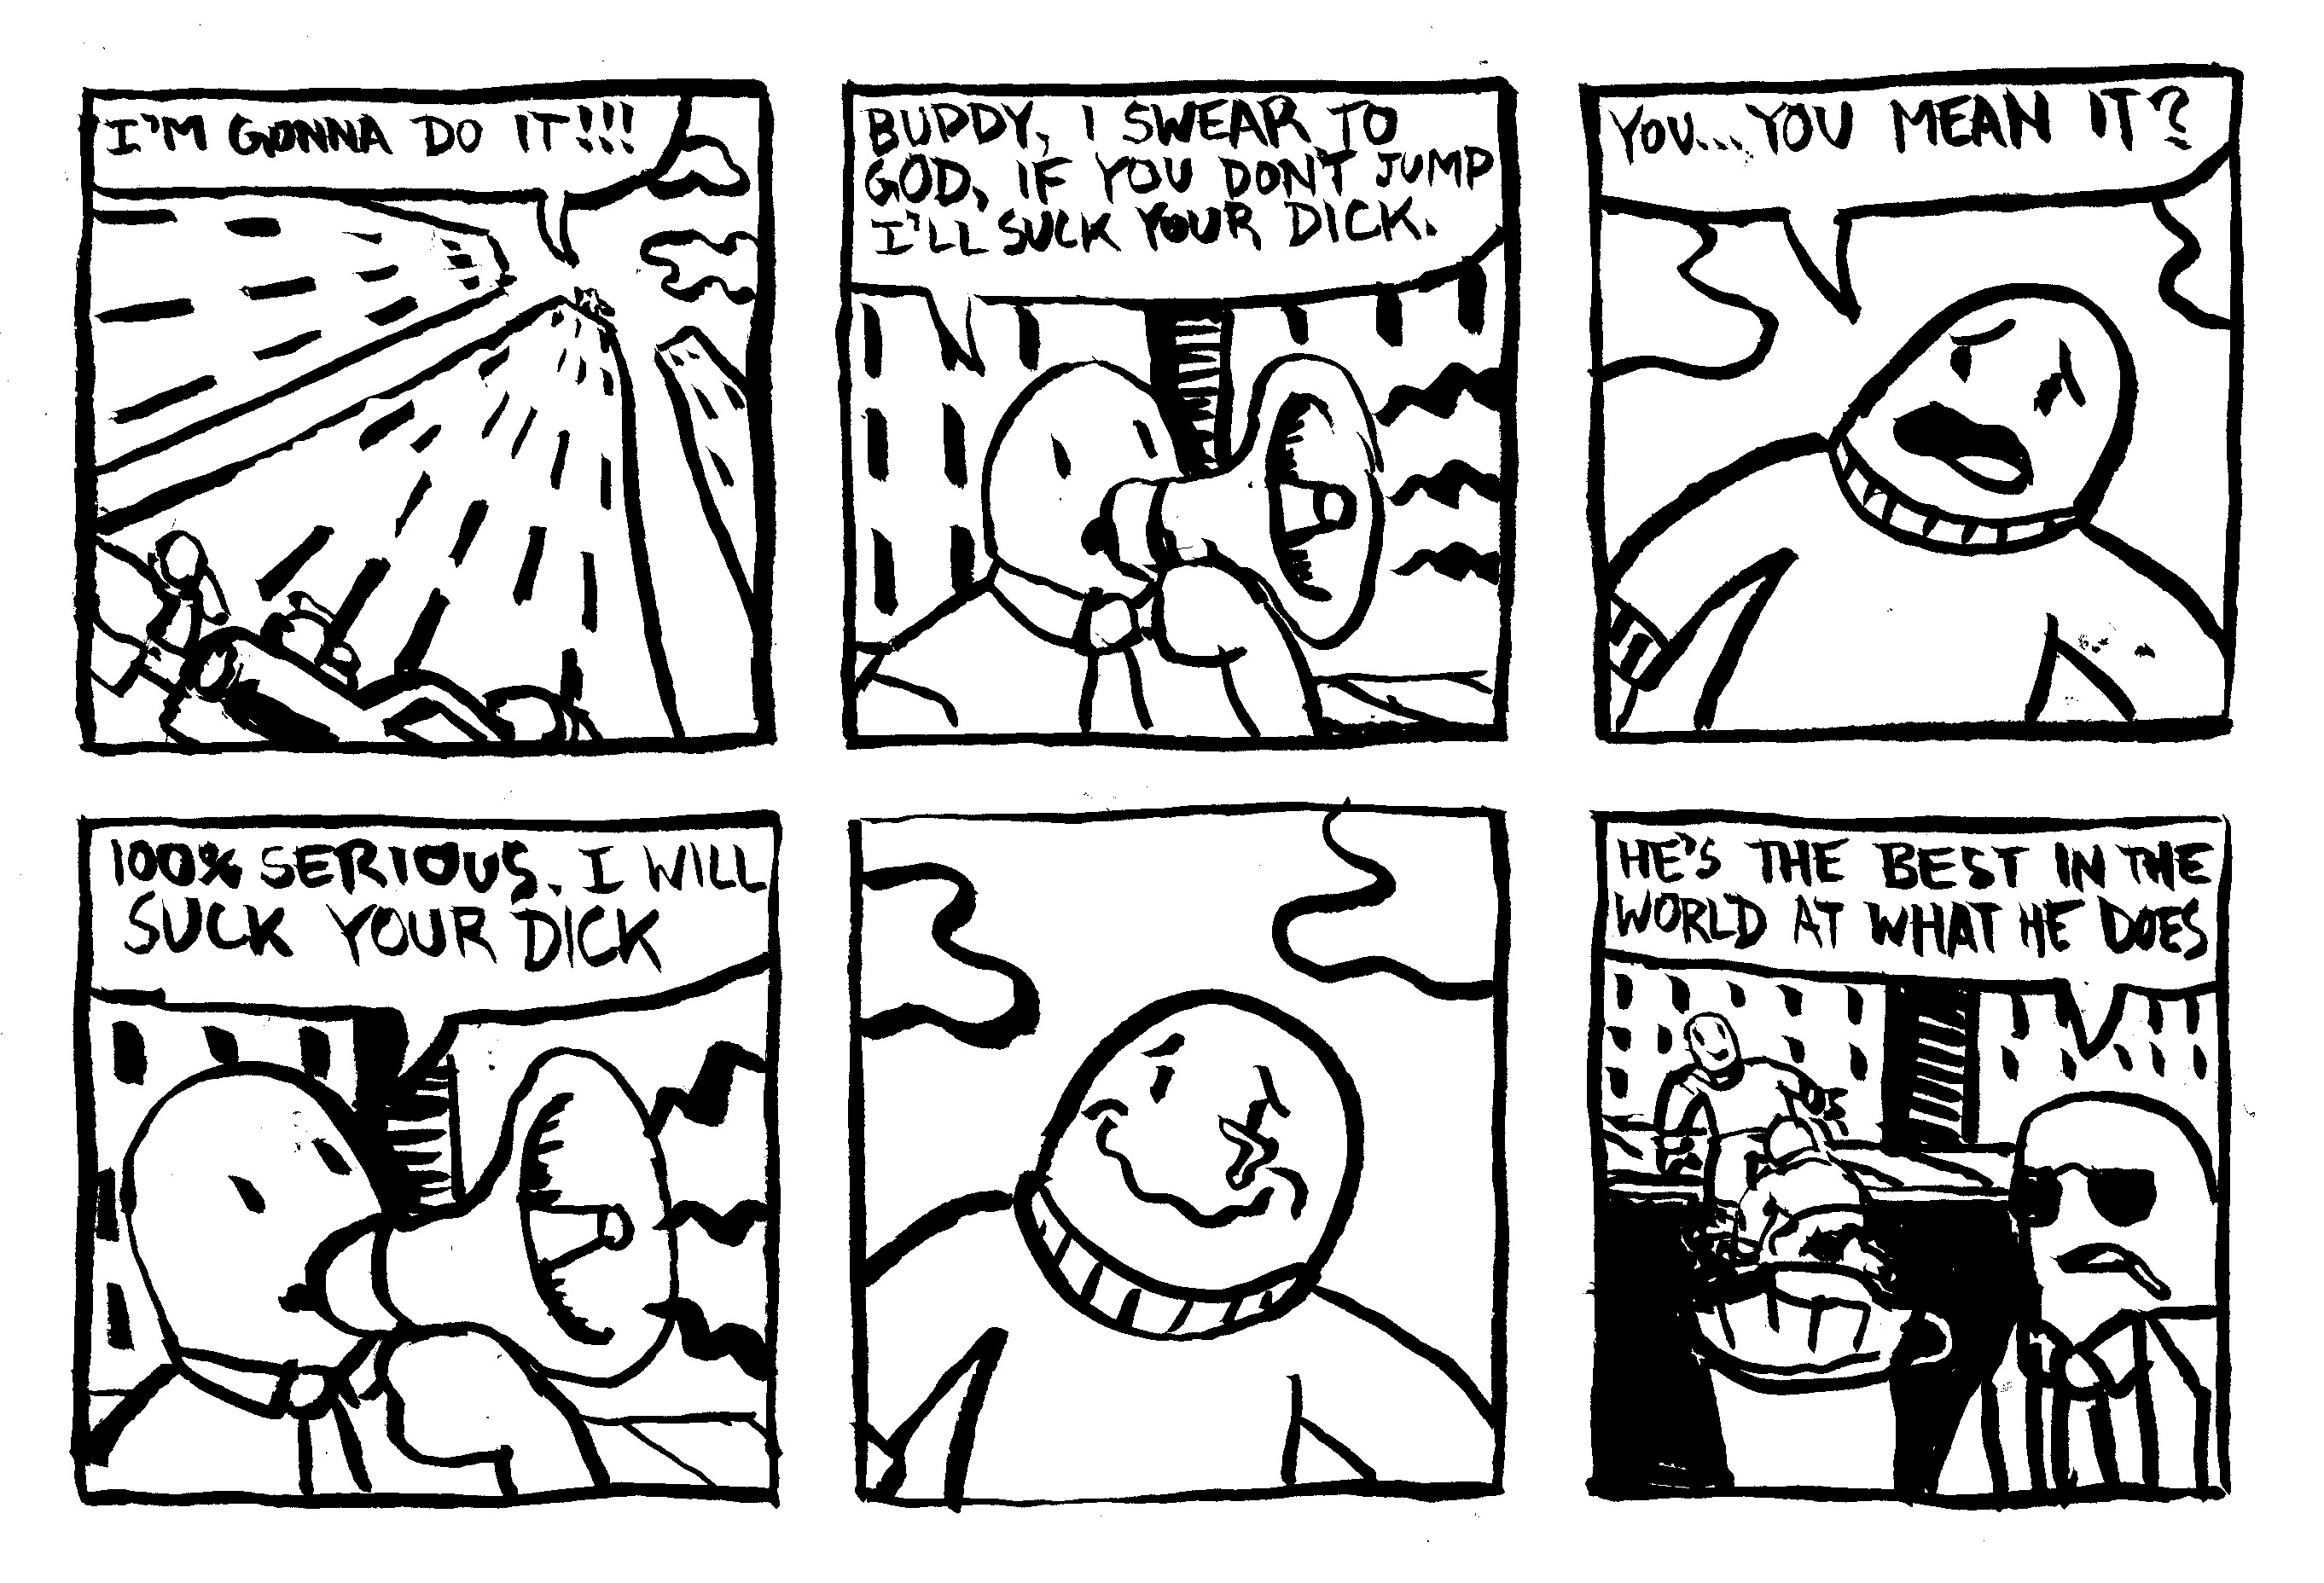 I'M GONNA DO IT!!!
BUDDY, I SWEAR TO
GOD, IF YOU DON'T JUMP
I'LL SUCK YOUR DICK.
YOU... YOU MEAN IT?
100% SERIOUS. I WILL
SUCK YOUR DICK
HE'S THE BEST IN THE
WORLD AT WHAT HE DOES